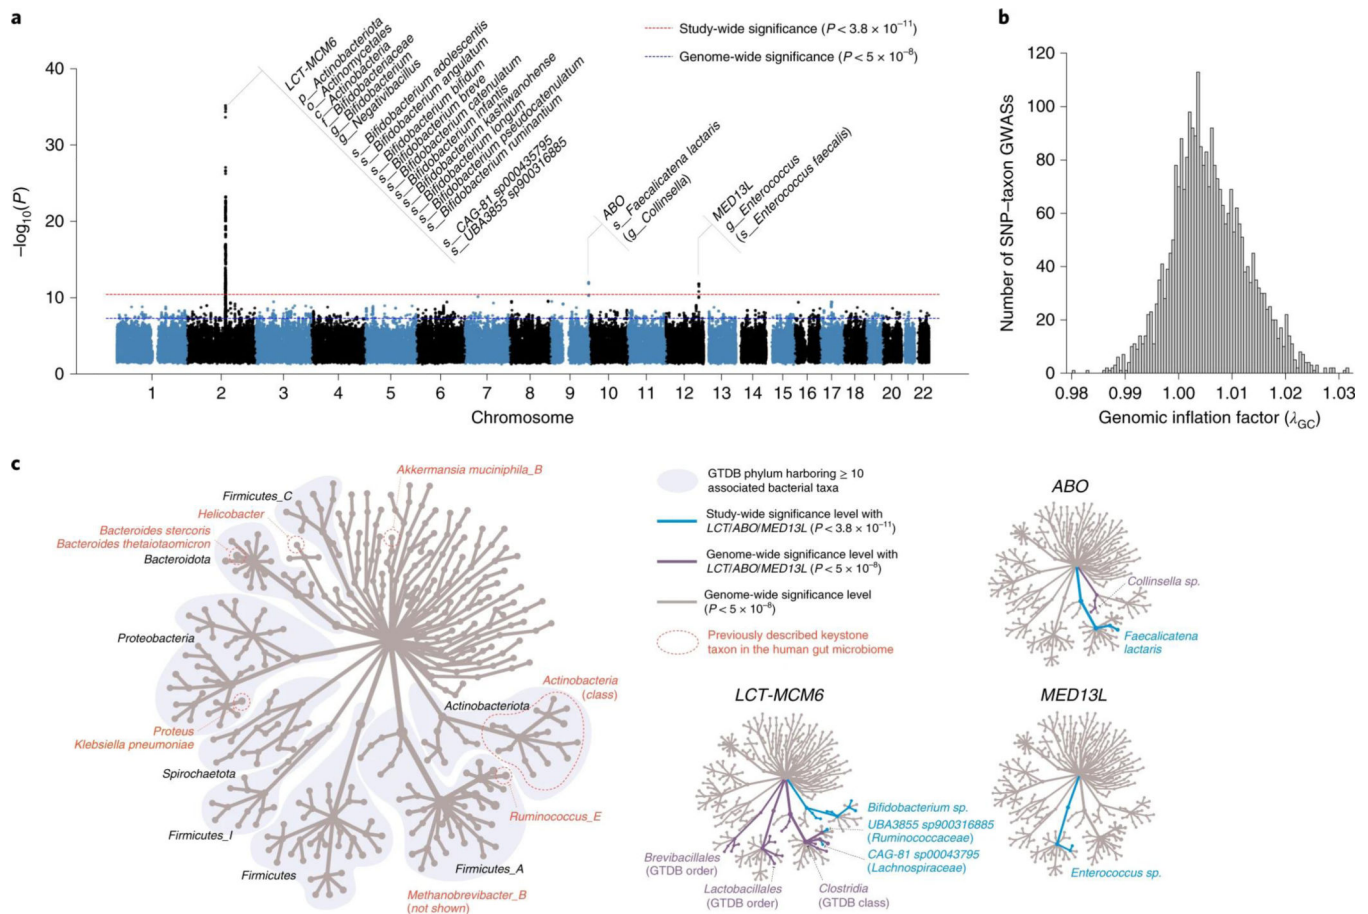 a
Study-wide significance (P < 3.8 × 10−11)
Genome-wide significance (P < 5 × 10−8)
LCT-MCM6
p__Actinobacteriota
o__Actinomycetales
c__Actinobacteria
f__Bifidobacteriaceae
g__Bifidobacterium
g__Negativibacillus
s__Bifidobacterium adolescentis
s__Bifidobacterium angulatum
s__Bifidobacterium bifidum
s__Bifidobacterium breve
s__Bifidobacterium catenulatum
s__Bifidobacterium infantis
s__Bifidobacterium kashiwanohense
s__Bifidobacterium longum
s__Bifidobacterium pseudocatenulatum
s__Bifidobacterium ruminantium
s__CAG-81 sp000435795
s__UBA3855 sp900316885
ABO
s__Faecalicatena lactaris
(g__Collinsella)
MED13L
g__Enterococcus
(s__Enterococcus faecalis)
−log10(P)
40
30
20
10
0
1 2 3 4 5 6 7 8 9 10 11 12 13 14 15 16 17 18 19 20 21 22
Chromosome
b
Number of SNP–taxon GWASs
120
100
80
60
40
20
0
0.98 0.99 1.00 1.01 1.02 1.03
Genomic inflation factor (λGC)
c
Akkermansia muciniphila_B
Firmicutes_C
Helicobacter
Bacteroides stercoris
Bacteroides thetaiotaomicron
Bacteroidota
Proteobacteria
Proteus
Klebsiella pneumoniae
Spirochaetota
Firmicutes_I
Firmicutes
Methanobrevibacter_B
(not shown)
Firmicutes_A
Ruminococcus_E
Actinobacteriota
Actinobacteria
(class)
GTDB phylum harboring ≥ 10
associated bacterial taxa
Study-wide significance level with
LCT/ABO/MED13L (P < 3.8 × 10−11)
Genome-wide significance level with
LCT/ABO/MED13L (P < 5 × 10−8)
Genome-wide significance level
(P < 5 × 10−8)
Previously described keystone
taxon in the human gut microbiome
ABO
Collinsella sp.
Faecalicatena
lactaris
LCT-MCM6
Bifidobacterium sp.
UBA3855 sp900316885
(Ruminococcaceae)
CAG-81 sp00043795
(Lachnospiraceae)
Brevibacillales
(GTDB order)
Lactobacillales
(GTDB order)
Clostridia
(GTDB class)
MED13L
Enterococcus sp.